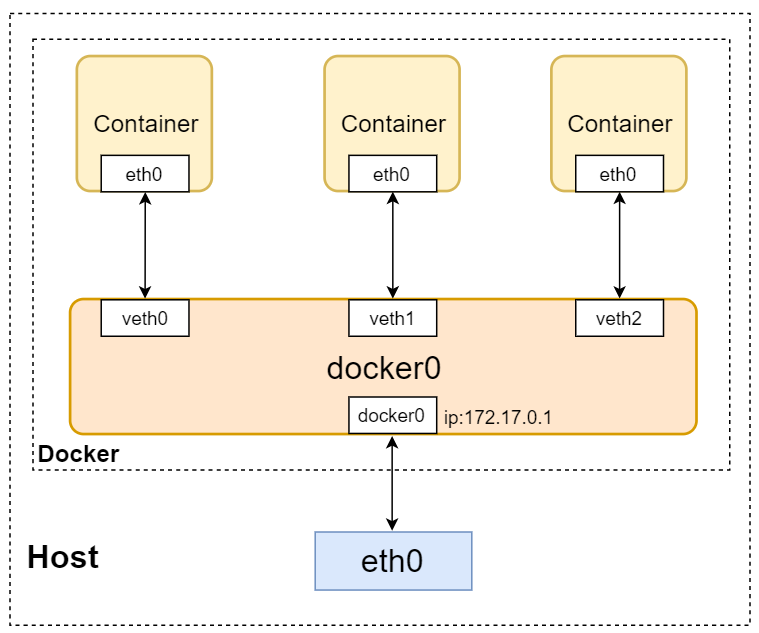 Container
Container
Container
eth0
eth0
eth0
veth0
veth1
veth2
docker0
docker0
ip:172.17.0.1
Docker
Host
eth0